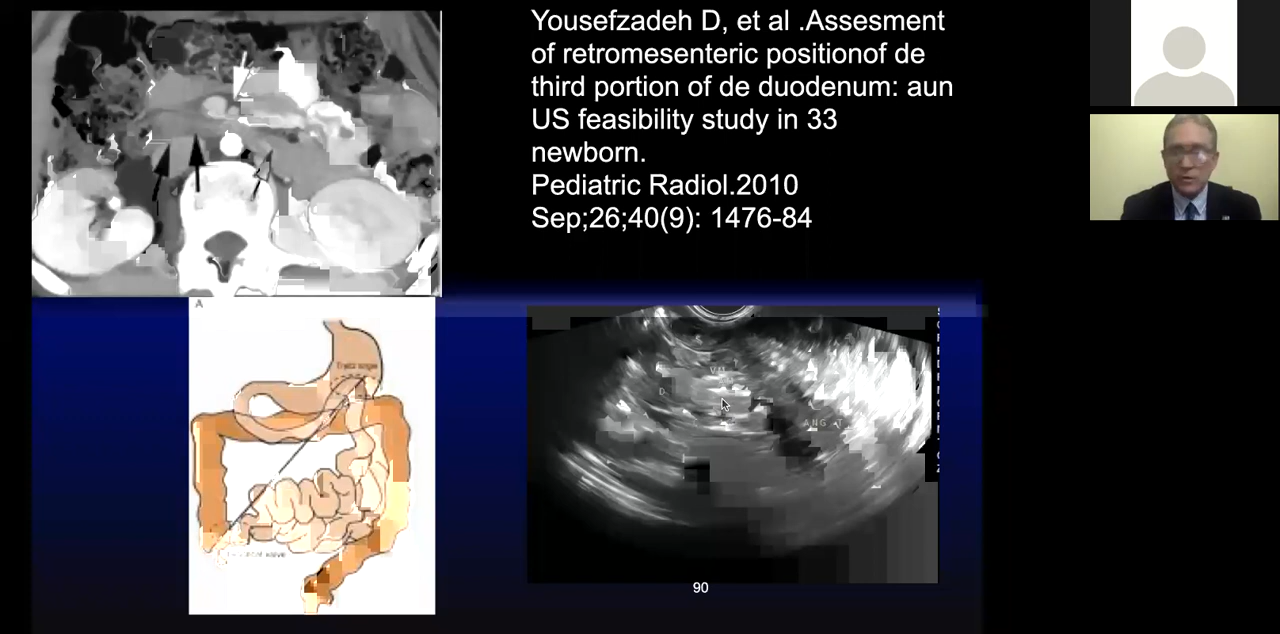 Yousefzadeh D, et al .Assesment
of retromesenteric positionof de
third portion of de duodenum: aun
US feasibility study in 33
newborn.
Pediatric Radiol.2010
Sep;26;40(9): 1476-84
A
D
ANG T
90